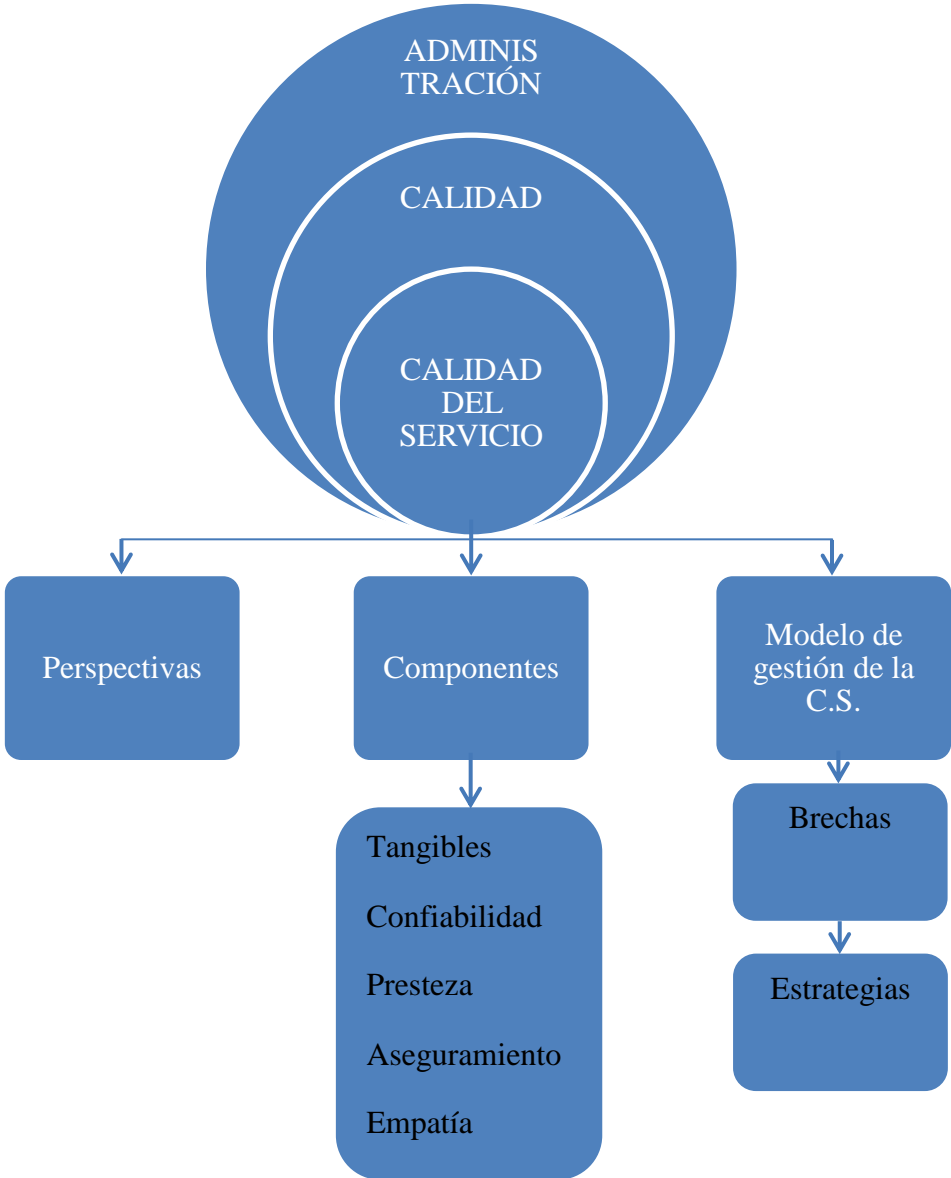 ADMINIS
TRACIÓN
CALIDAD
CALIDAD
DEL
SERVICIO
Perspectivas
Componentes
Modelo de
gestión de la
C.S.
Tangibles
Confiabilidad
Presteza
Aseguramiento
Empatía
Brechas
Estrategias